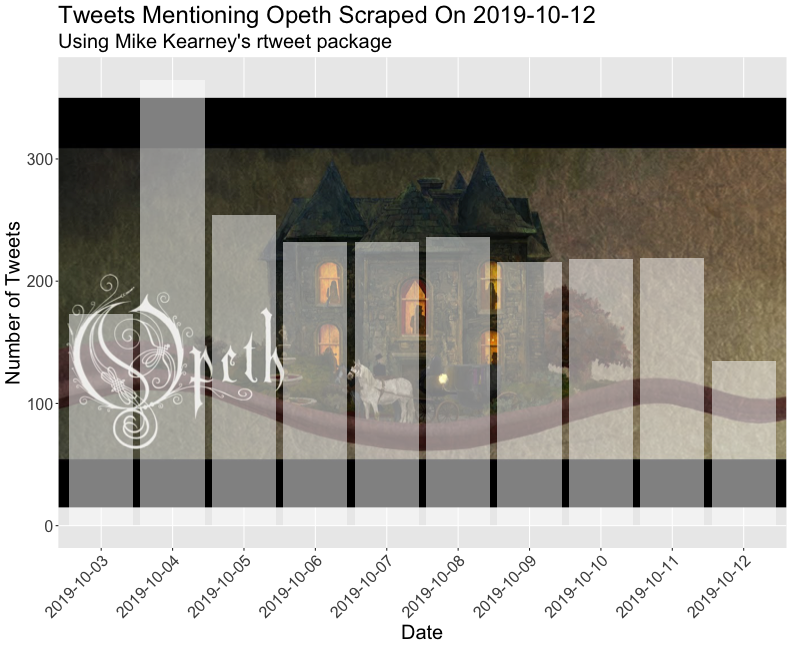 Tweets Mentioning Opeth Scraped On 2019-10-12
Using Mike Kearney's rtweet package
Number of Tweets
300
200
100
0
Opeth
2019-10-03
2019-10-04
2019-10-05
2019-10-06
2019-10-07
2019-10-08
2019-10-09
2019-10-10
2019-10-11
2019-10-12
Date